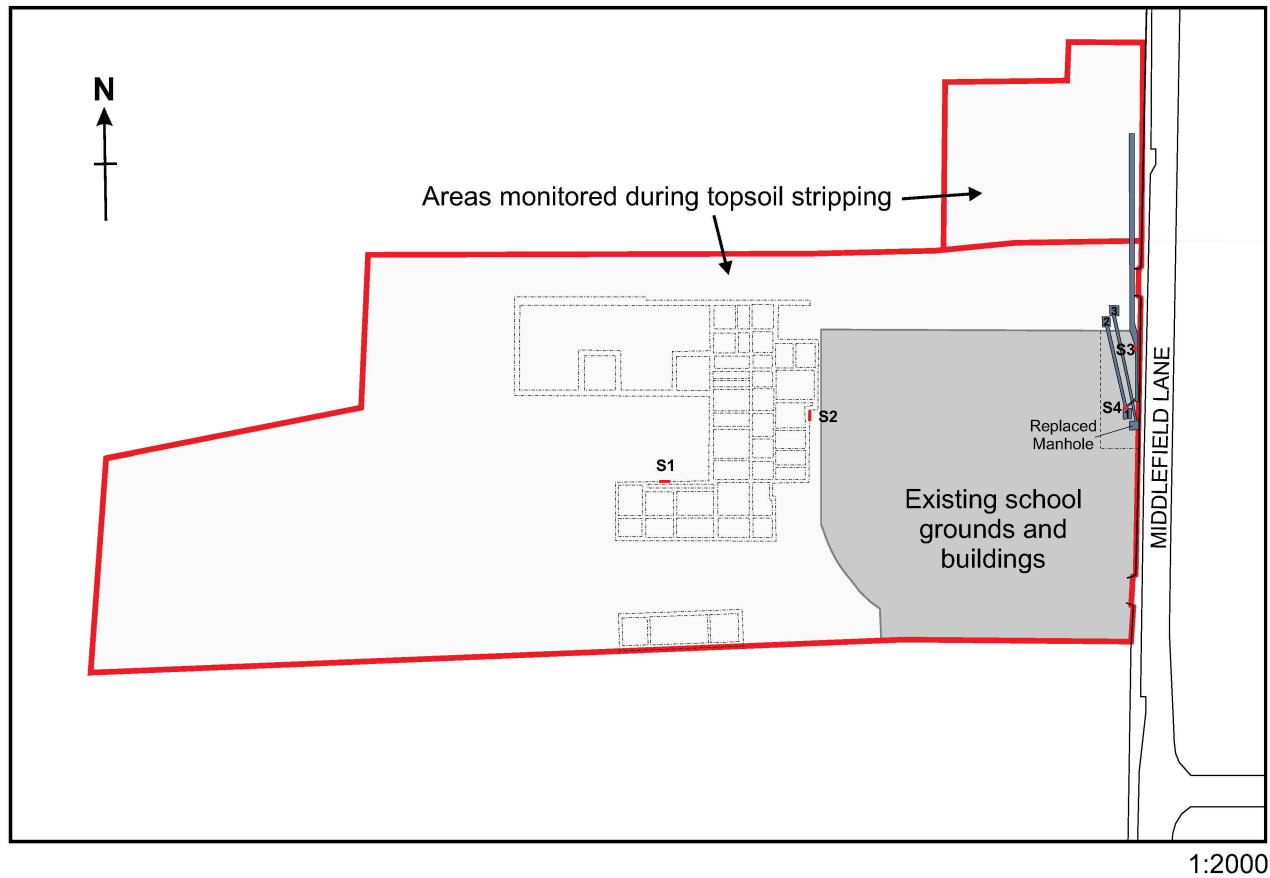 N
Areas monitored during topsoil stripping
3
2
S3
S4
1
Replaced
Manhole
S2
S1
Existing school
grounds and
buildings
MIDDLEFIELD LANE
1:2000